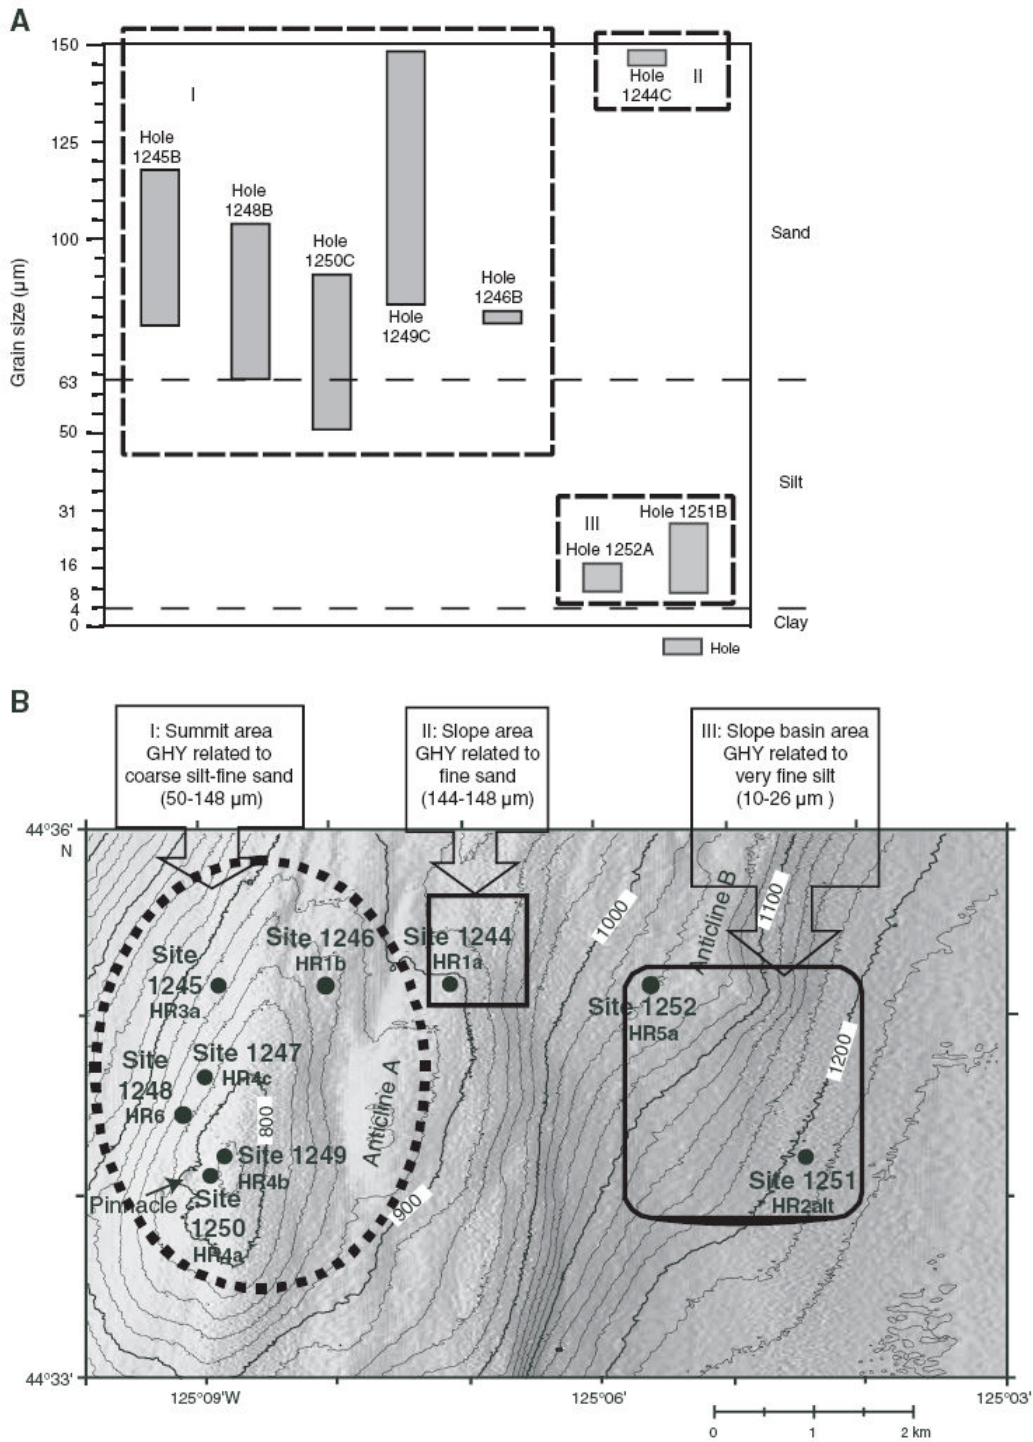 A
150
125
100
63
50
31
16
8
4
0
Grain size (µm)
I
Hole
1245B
Hole
1248B
Hole
1250C
Hole
1249C
Hole
1246B
Hole
1244C
II
Sand
Silt
Clay
III
Hole 1251B
Hole 1252A
Hole
B
I: Summit area
GHY related to
coarse silt-fine sand
(50-148 µm)
II: Slope area
GHY related to
fine sand
(144-148 µm)
III: Slope basin area
GHY related to
very fine silt
(10-26 µm )
44°36'
N
Site 1246
HR1b
Site
1245
HR3a
Site 1244
HR1a
Site 1247
HR4c
Site
1248
HR6
800
Site 1249
HR4b
Pinnacle
Site
1250
HR4a
Anticline A
900
1000
Anticline B
1100
Site 1252
HR5a
1200
Site 1251
HR2alt
44°33'
125°09'W
125°06'
125°03'
0
1
2 km